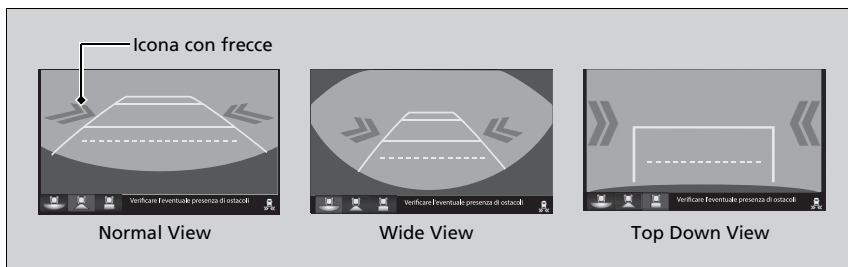 Icona con frecce
Verificare l'eventuale presenza di ostacoli
Verificare l'eventuale presenza di ostacoli
Verificare l'eventuale presenza di ostacoli
Normal View
Wide View
Top Down View